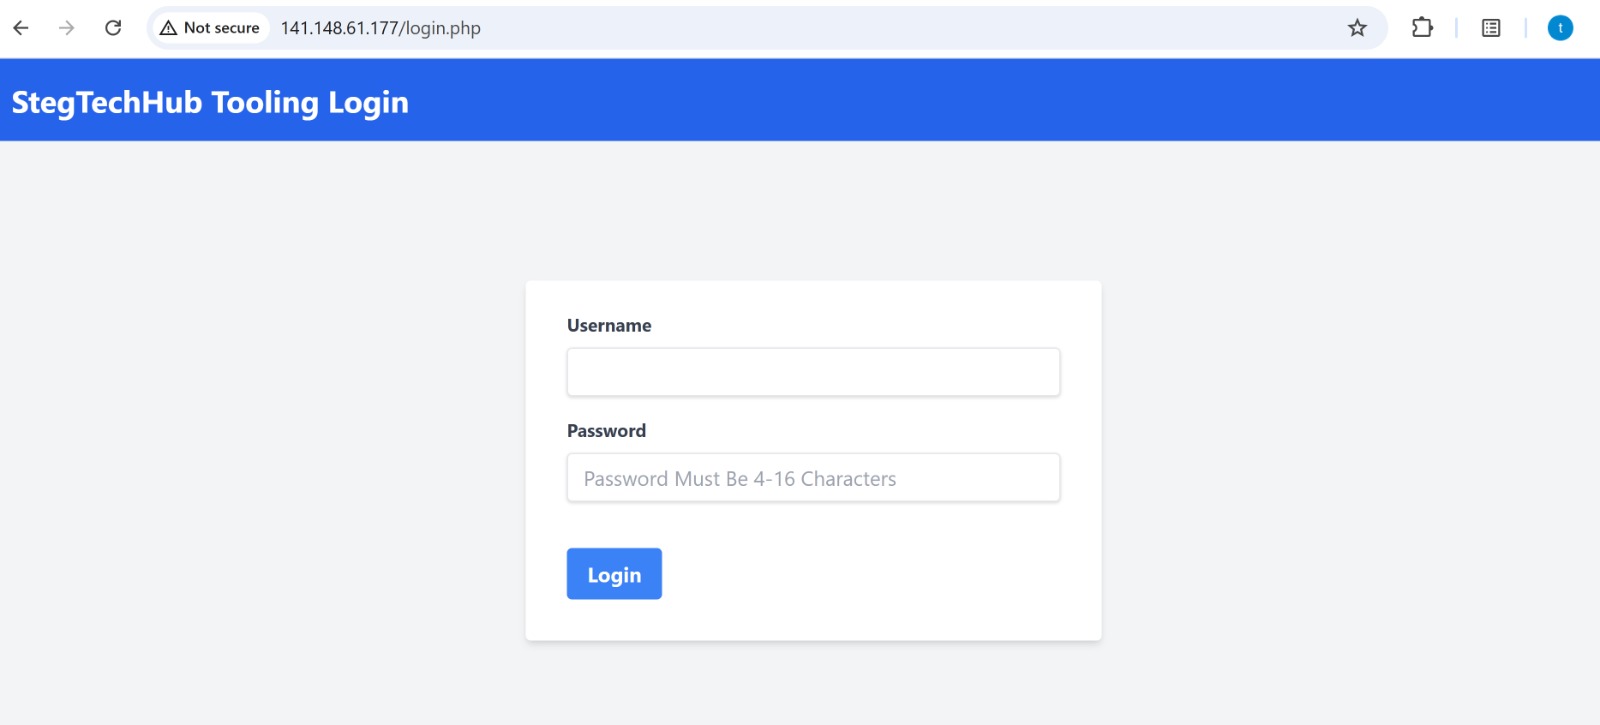 Not secure 141.148.61.177/login.php t
StegTechHub Tooling Login
Username
Password
Password Must Be 4-16 Characters
Login